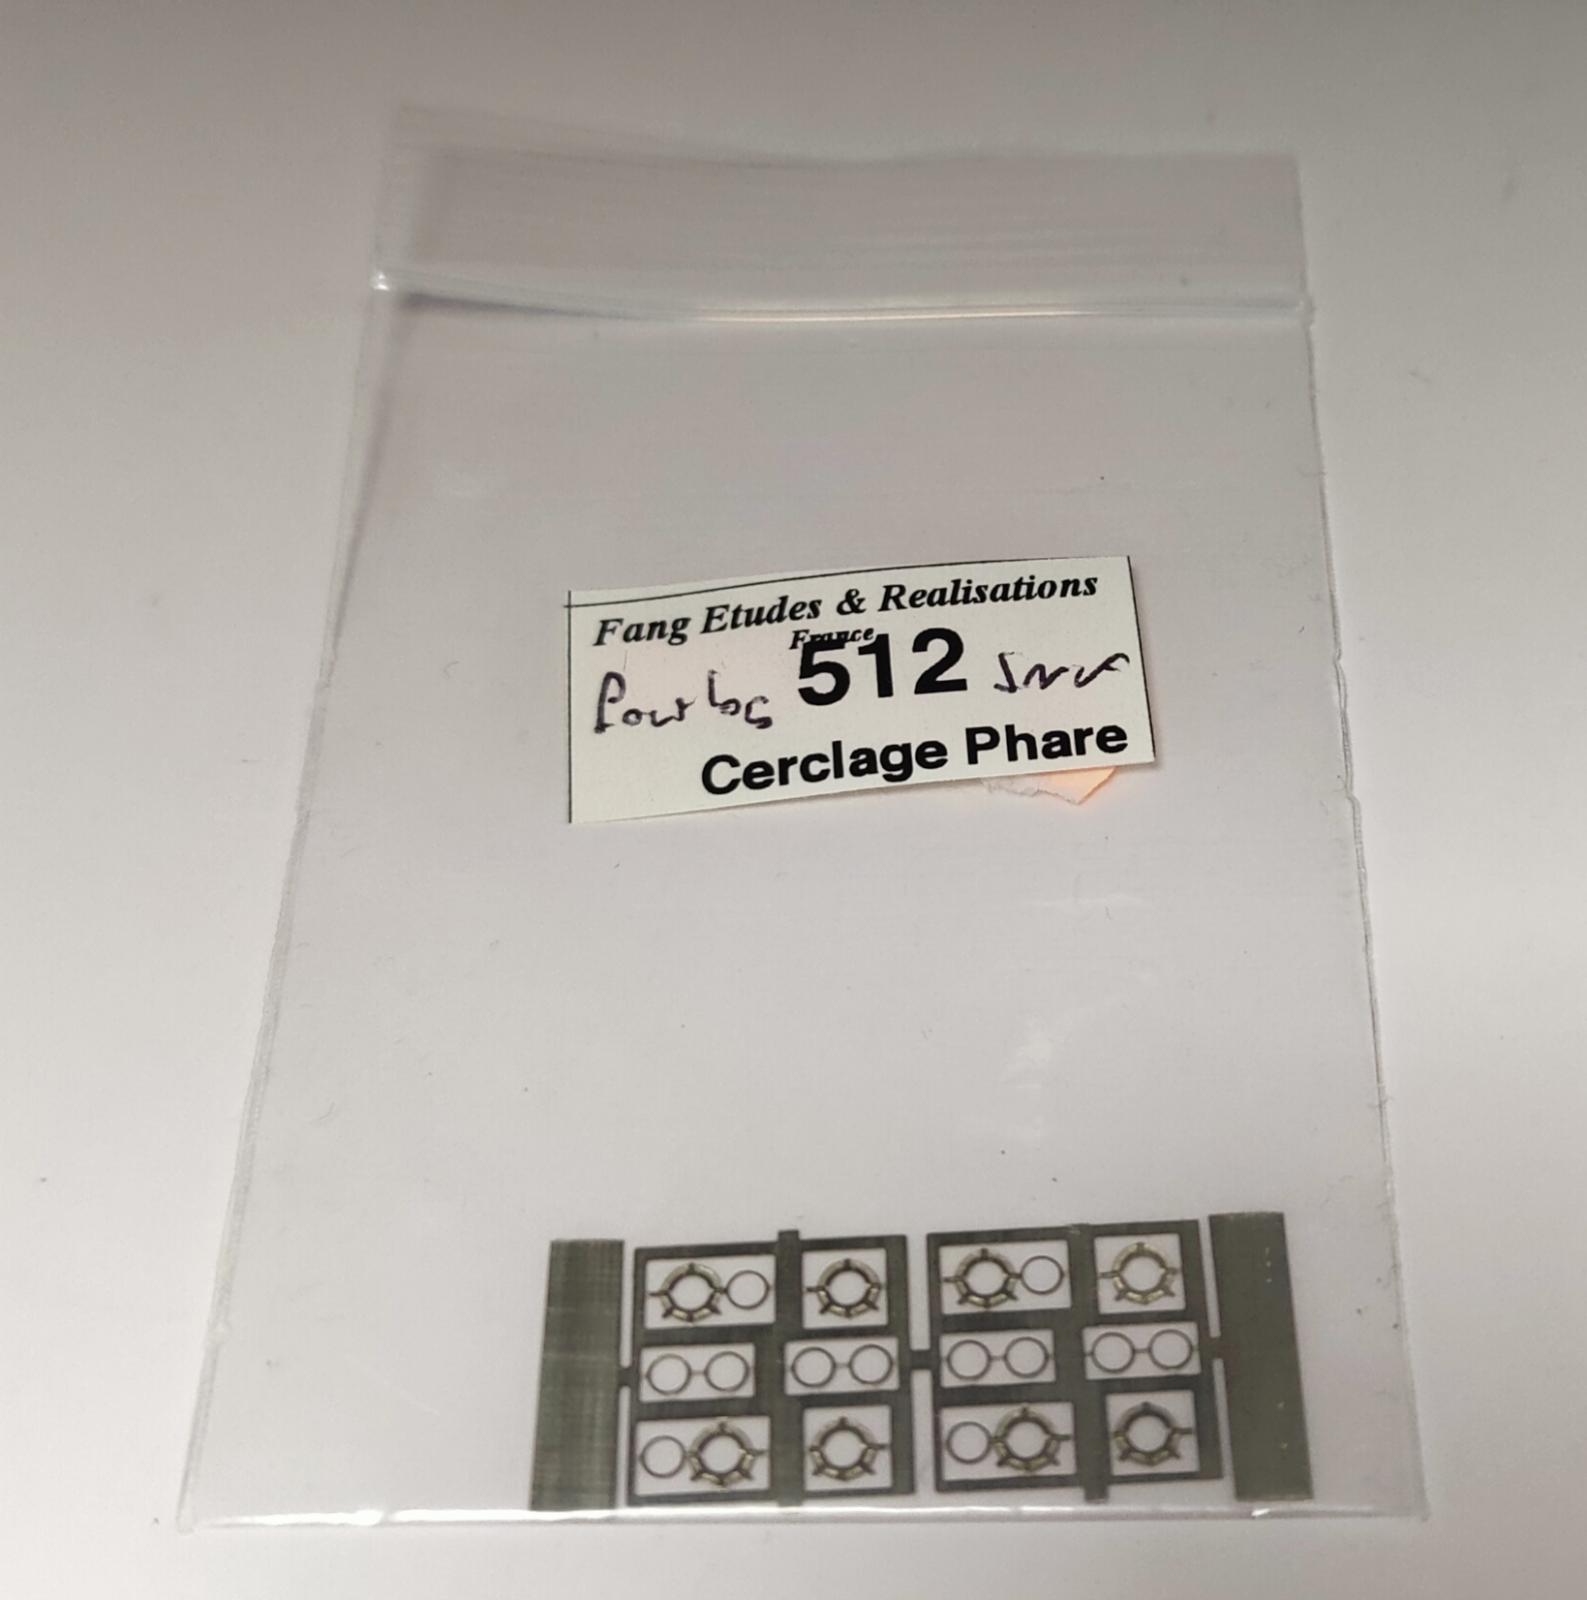 Fang Etudes & Realisations
France
512
Cerclage Phare